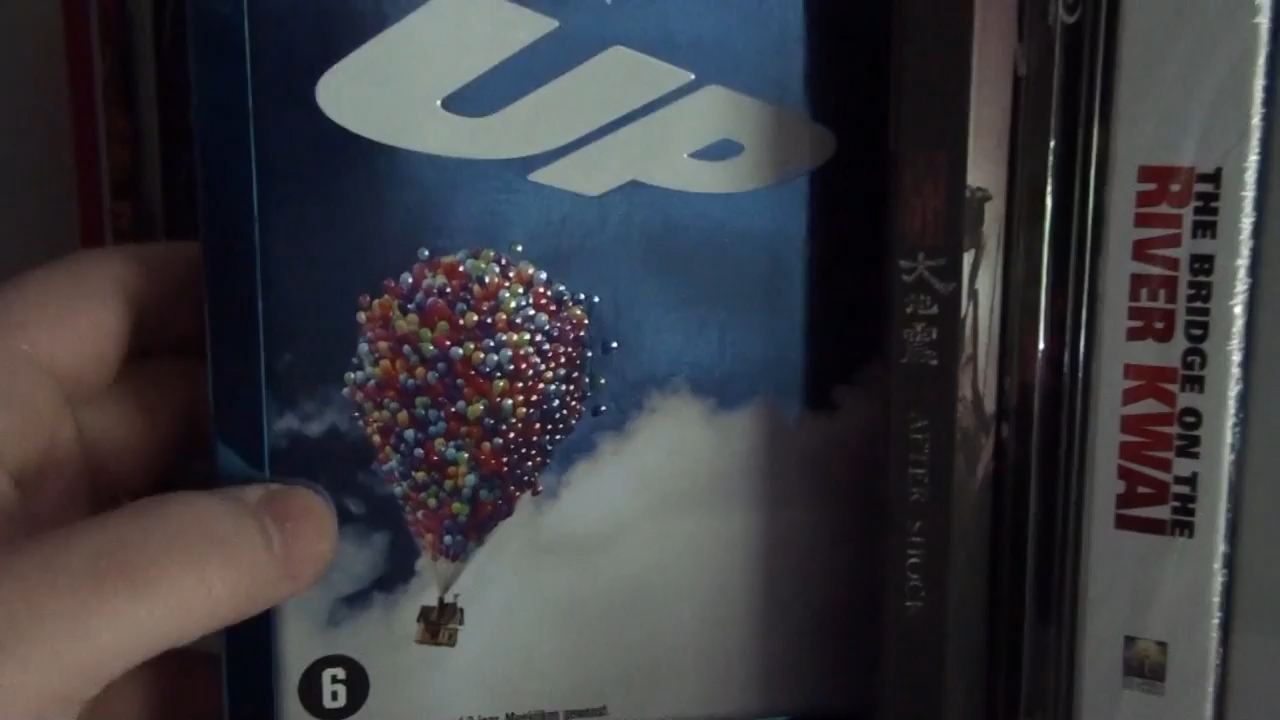 UP
6
大地震 AFTER SHOCK
THE BRIDGE ON THE
RIVER KWAI